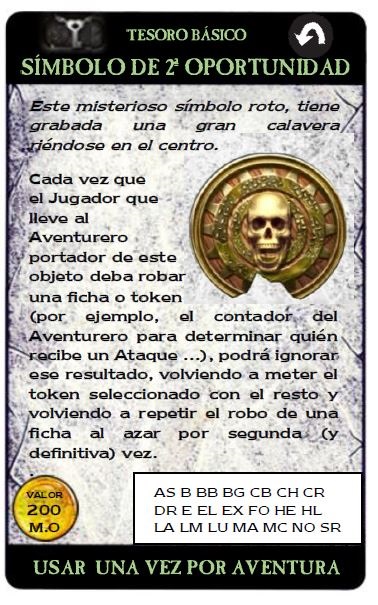 TESORO BÁSICO
SÍMBOLO DE 2ª OPORTUNIDAD
Este misterioso símbolo roto, tiene
grabada una gran calavera
riéndose en el centro.
Cada vez que
el Jugador que
lleve al
Aventurero
portador de este
objeto deba robar
una ficha o token
(por ejemplo, el contador del
Aventurero para determinar quién
recibe un Ataque ...), podrá ignorar
ese resultado, volviendo a meter el
token seleccionado con el resto y
volviendo a repetir el robo de una
ficha al azar por segunda (y
definitiva) vez.
.
VALOR
200
M.O
AS B BB BG CB CH CR
DR E EL EX FO HE HL
LA LM LU MA MC NO SR
USAR UNA VEZ POR AVENTURA